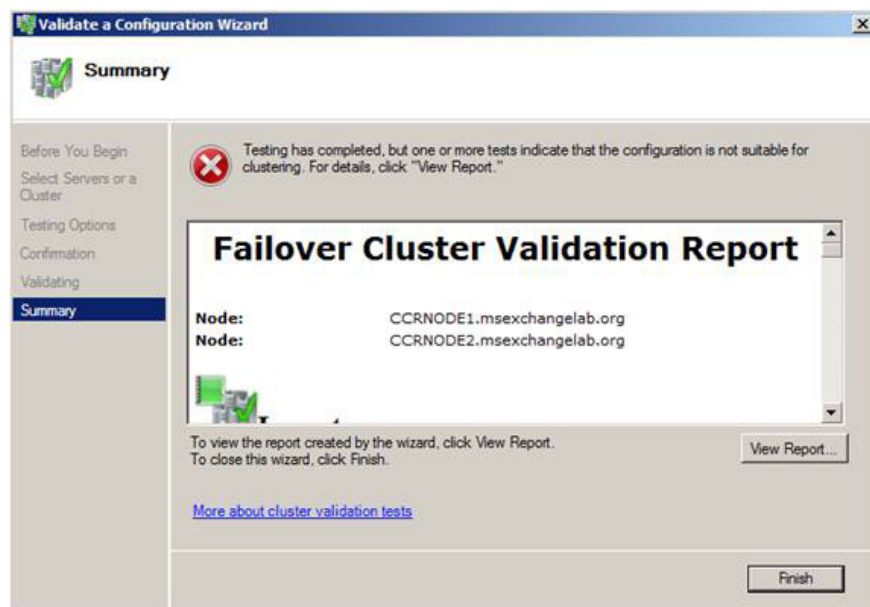 Validate a Configuration Wizard
Summary
Before You Begin
Select Servers or a
Cluster
Testing Options
Confirmation
Validating
Summary
Testing has completed, but one or more tests indicate that the configuration is not suitable for
clustering. For details, click "View Report."
Failover Cluster Validation Report
Node: CCRNODE1.msexchangelab.org
Node: CCRNODE2.msexchangelab.org
To view the report created by the wizard, click View Report.
To close this wizard, click Finish.
View Report...
More about cluster validation tests
Finish